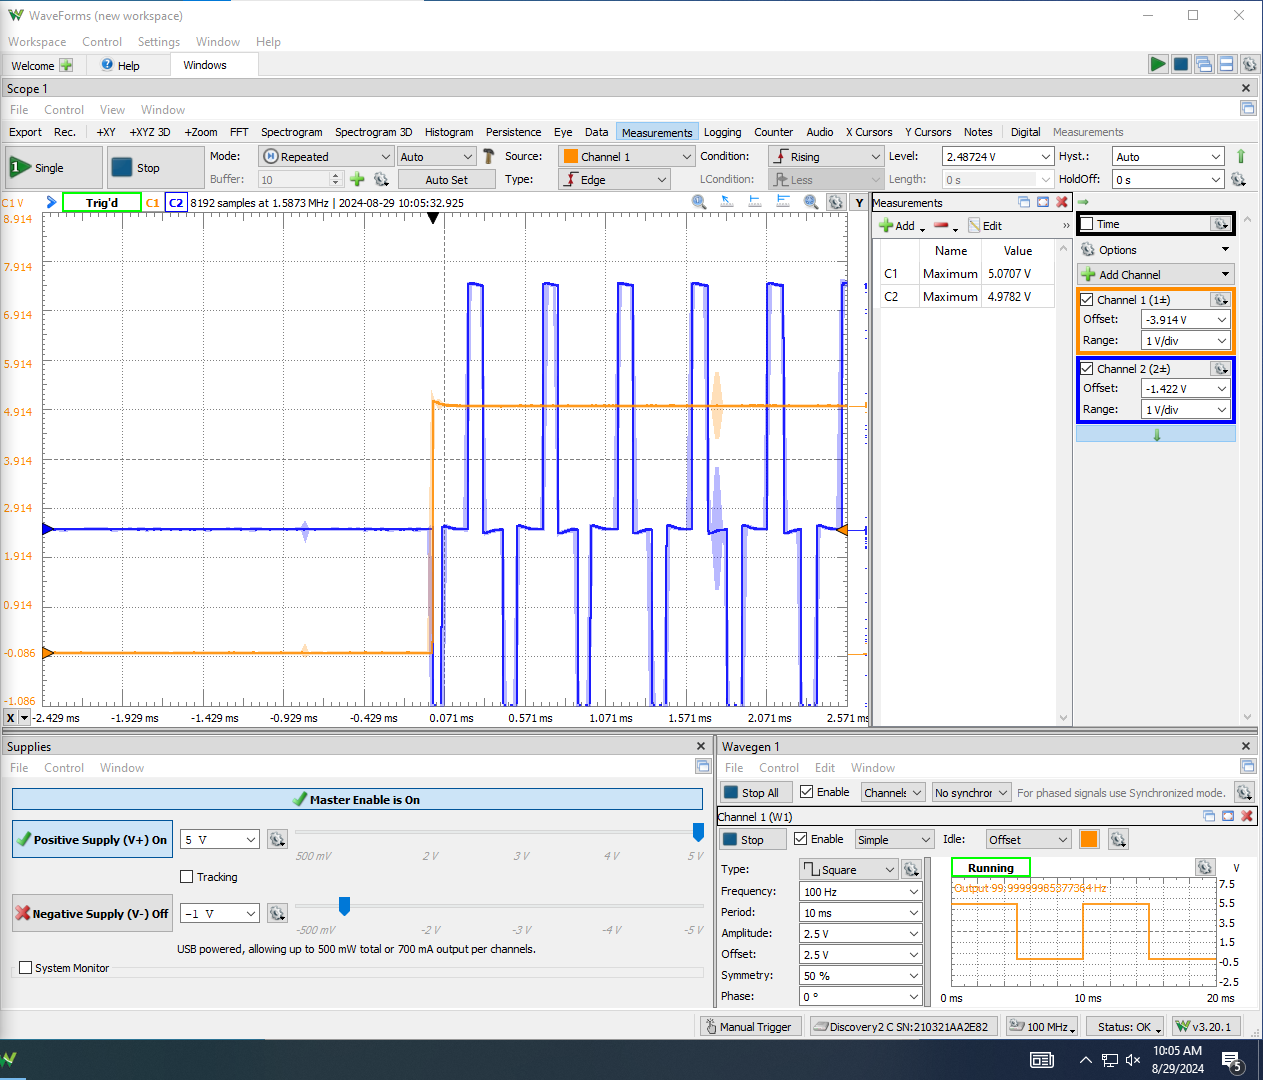 WaveForms (new workspace)
Workspace Control Settings Window Help
Welcome Help Windows
Scope 1
File Control View Window
Export Rec. +XY +XYZ 3D +Zoom FFT Spectrogram Spectrogram 3D Histogram Persistence Eye Data Measurements Logging Counter Audio X Cursors Y Cursors Notes Digital Measurements
1 Single Stop Mode: Repeated Auto Source: Channel 1 Condition: Rising Level: 2.48724 V Hyst.: Auto
Buffer: 10 Auto Set Type: Edge LCondition: Less Length: 0 s HoldOff: 0 s
C1 V Trig'd C1 C2 8192 samples at 1.5873 MHz | 2024-08-29 10:05:32.925 Y
8.914
7.914
6.914
5.914
4.914
3.914
2.914
1.914
0.914
-0.086
-1.086
X -2.429 ms -1.929 ms -1.429 ms -0.929 ms -0.429 ms 0.071 ms 0.571 ms 1.071 ms 1.571 ms 2.071 ms 2.571 ms
Measurements
Add Edit »
Name Value
C1 Maximum 5.0707 V
C2 Maximum 4.9782 V
Time
Options
Add Channel
Channel 1 (1±)
Offset: -3.914 V
Range: 1 V/div
Channel 2 (2±)
Offset: -1.422 V
Range: 1 V/div
Supplies
File Control Window
Master Enable is On
Positive Supply (V+) On 5 V
500 mV 2 V 3 V 4 V 5 V
Tracking
Negative Supply (V-) Off -1 V
-500 mV -2 V -3 V -4 V -5 V
USB powered, allowing up to 500 mW total or 700 mA output per channels.
System Monitor
Wavegen 1
File Control Edit Window
Stop All Enable Channels No synchror For phased signals use Synchronized mode.
Channel 1 (W1)
Stop Enable Simple Idle: Offset
Type: Square
Frequency: 100 Hz
Period: 10 ms
Amplitude: 2.5 V
Offset: 2.5 V
Symmetry: 50 %
Phase: 0 °
Running V
Output 99.99999985377364 Hz
7.5
5.5
3.5
1.5
-0.5
-2.5
0 ms 10 ms 20 ms
Manual Trigger Discovery2 C SN:210321AA2E82 100 MHz Status: OK v3.20.1
10:05 AM
8/29/2024
5